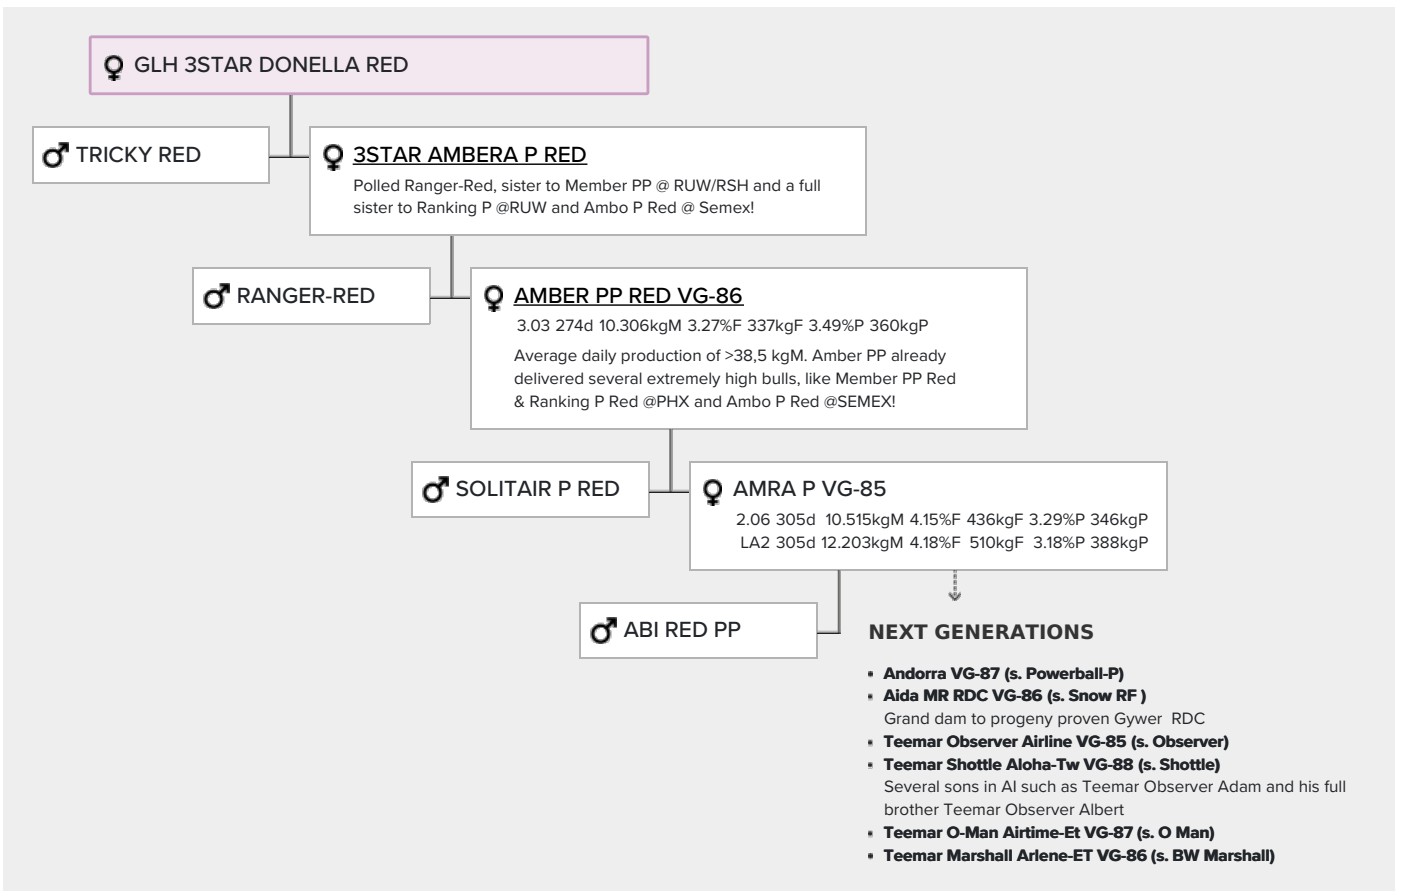 GLH 3STAR DONELLA RED
TRICKY RED
3STAR AMBERA P RED
Polled Ranger-Red, sister to Member PP @ RUW/RSH and a full
sister to Ranking P @RUW and Ambo P Red @ Semex!
RANGER-RED
AMBER PP RED VG-86
3.03 274d 10.306kgM 3.27%F 337kgF 3.49%P 360kgP
Average daily production of >38,5 kgM. Amber PP already
delivered several extremely high bulls, like Member PP Red
& Ranking P Red @PHX and Ambo P Red @SEMEX!
SOLITAIR P RED
AMRA P VG-85
2.06 305d 10.515kgM 4.15%F 436kgF 3.29%P 346kgP
LA2 305d 12.203kgM 4.18%F 510kgF 3.18%P 388kgP
ABI RED PP
NEXT GENERATIONS
• Andorra VG-87 (s. Powerball-P)
• Aida MR RDC VG-86 (s. Snow RF )
Grand dam to progeny proven Gywer RDC
• Teemar Observer Airline VG-85 (s. Observer)
• Teemar Shottle Aloha-Tw VG-88 (s. Shottle)
Several sons in AI such as Teemar Observer Adam and his full
brother Teemar Observer Albert
• Teemar O-Man Airtime-Et VG-87 (s. O Man)
• Teemar Marshall Arlene-ET VG-86 (s. BW Marshall)